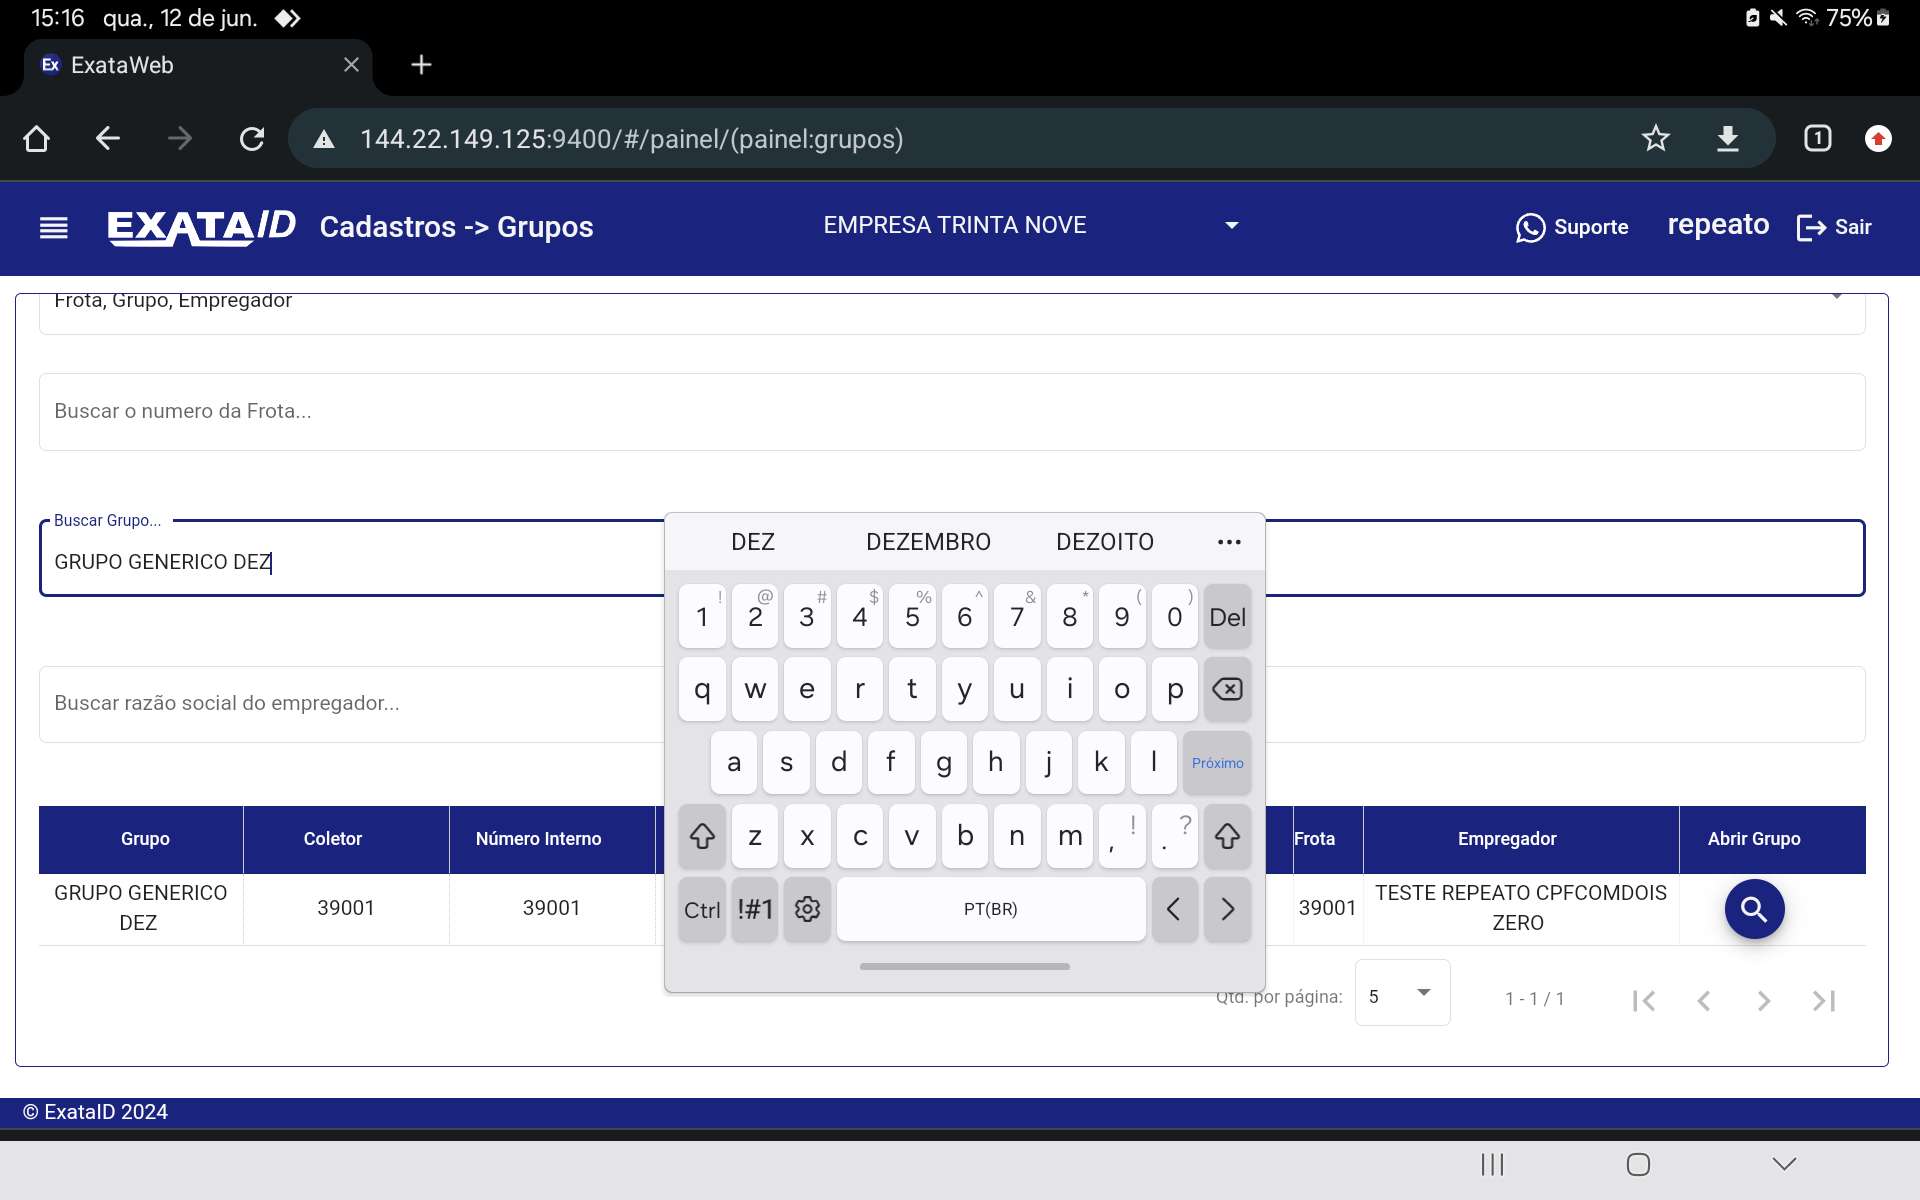 15:16 qua., 12 de jun. 75%
Ex ExataWeb
144.22.149.125:9400/#/painel/(painel:grupos) 1
EXATA/D Cadastros -> Grupos EMPRESA TRINTA NOVE Suporte repeato Sair
Frota, Grupo, Empregador
Buscar o numero da Frota...
Buscar Grupo...
GRUPO GENERICO DEZ
DEZ DEZEMBRO DEZOITO ...
! @ # $ % ^ & * ( )
1 2 3 4 5 6 7 8 9 0 Del
q w e r t y u i o p
Buscar razão social do empregador...
a s d f g h j k l Próximo
z x c v b n m , ! . ?
Ctrl !#1 PT(BR) < >
Grupo Coletor Número Interno Frota Empregador Abrir Grupo
GRUPO GENERICO DEZ 39001 39001 39001 TESTE REPEATO CPFCOMDOIS ZERO
Qtd. por página: 5 1 - 1 / 1
© ExataID 2024